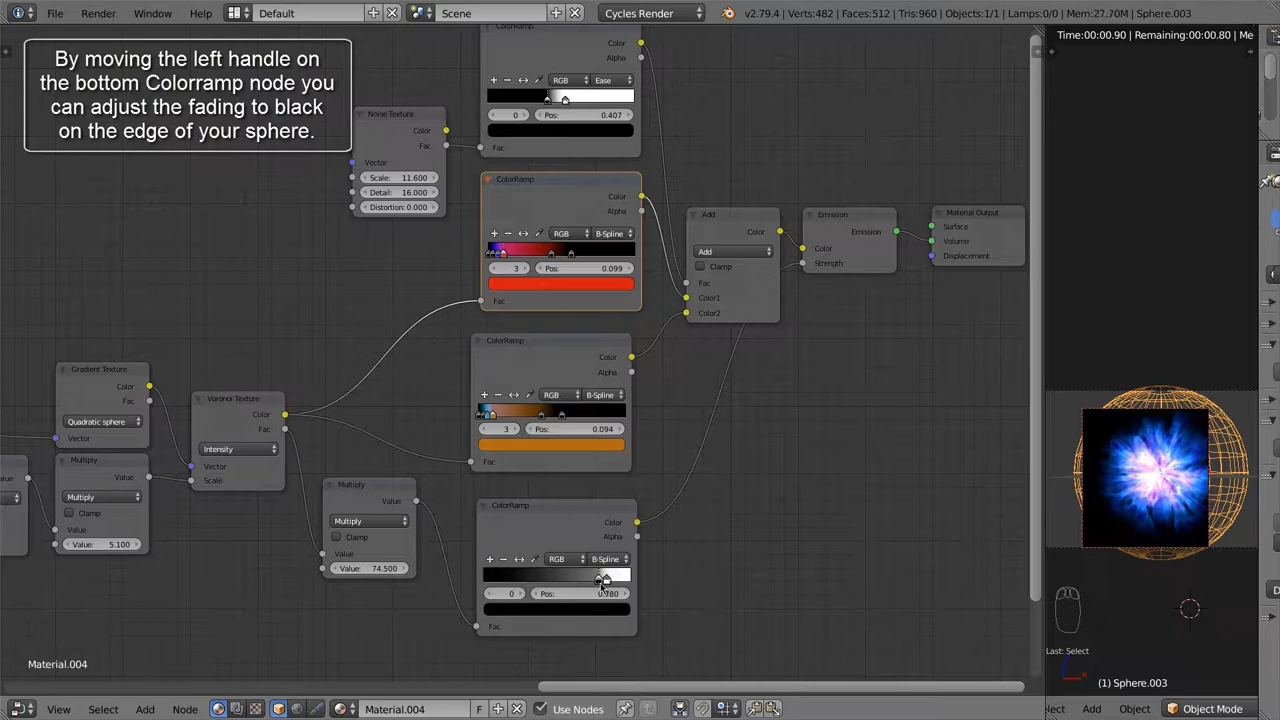 File Render Window Help Default Scene Cycles Render v2.79.4 | Verts:482 | Faces:512 | Tris:960 | Objects:1/1 | Lamps:0/0 | Mem:27.70M | Sphere.003
Time:00:00.90 | Remaining:00:00.80 | Me
By moving the left handle on
the bottom Colorramp node you
can adjust the fading to black
on the edge of your sphere.
Color
Alpha
RGB Ease
0 Pos: 0.407
Fac
Noise Texture
Color
Fac
Vector
Scale: 11.600
Detail: 16.000
Distortion: 0.000
ColorRamp
Color
Alpha
RGB B-Spline
3 Pos: 0.099
Fac
Add
Color
Add
Clamp
Fac
Color1
Color2
Emission
Emission
Color
Strength
Material Output
Surface
Volume
Displacement
ColorRamp
Color
Alpha
RGB B-Spline
3 Pos: 0.094
Fac
Gradient Texture
Color
Fac
Quadratic sphere
Vector
Multiply
Value
Multiply
Clamp
Value
Value: 5.100
Voronoi Texture
Color
Fac
Intensity
Vector
Scale
Multiply
Value
Multiply
Clamp
Value
Value: 74.500
ColorRamp
Color
Alpha
RGB B-Spline
0 Pos: 0.780
Fac
Material.004
Last: Select
(1) Sphere.003
View Select Add Node Material.004 F Use Nodes
lect Add Object Object Mode